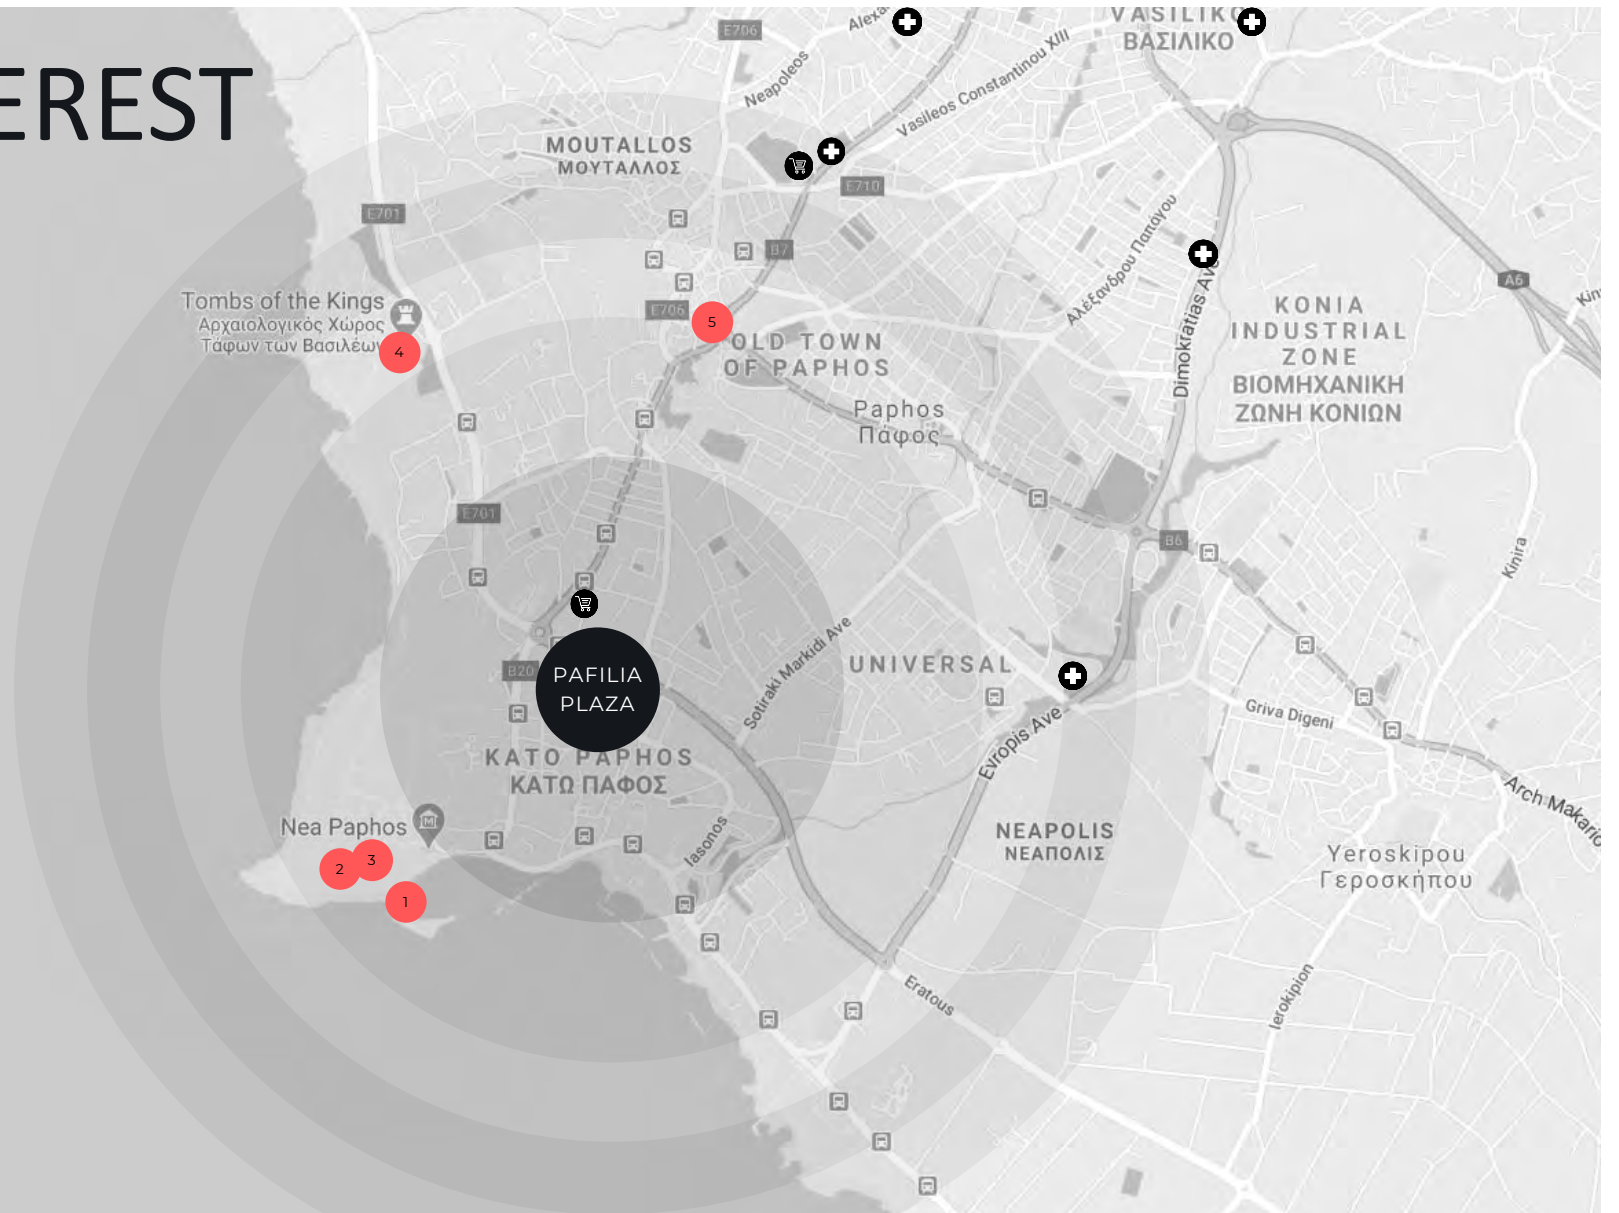 EREST
VASILIKO
ΒΑΣΙΛΙΚΟ
E706
Neapoleos
Vasileos Constantinou XIII
MOUTALLOS
ΜΟΥΤΑΛΛΟΣ
E710
E701
B7
Αλεξάνδρου Παπάγου
Tombs of the Kings
Αρχαιολογικός Χώρος
Τάφων των Βασιλέων
4
E706
5
OLD TOWN
OF PAPHOS
Paphos
Πάφος
Dimokratias Ave
KONIA
INDUSTRIAL
ZONE
ΒΙΟΜΗΧΑΝΙΚΗ
ΖΩΝΗ ΚΟΝΙΩΝ
A6
E701
B6
Kinira
B20
PAFILIA
PLAZA
Sotiraki Markidi Ave
UNIVERSAL
Griva Digeni
Evropis Ave
KATO PAPHOS
ΚΑΤΩ ΠΑΦΟΣ
Arch Makario
Nea Paphos
M
Iasonos
NEAPOLIS
ΝΕΑΠΟΛΙΣ
Yeroskipou
Γεροσκήπου
2
3
1
Eratous
Ierokipion